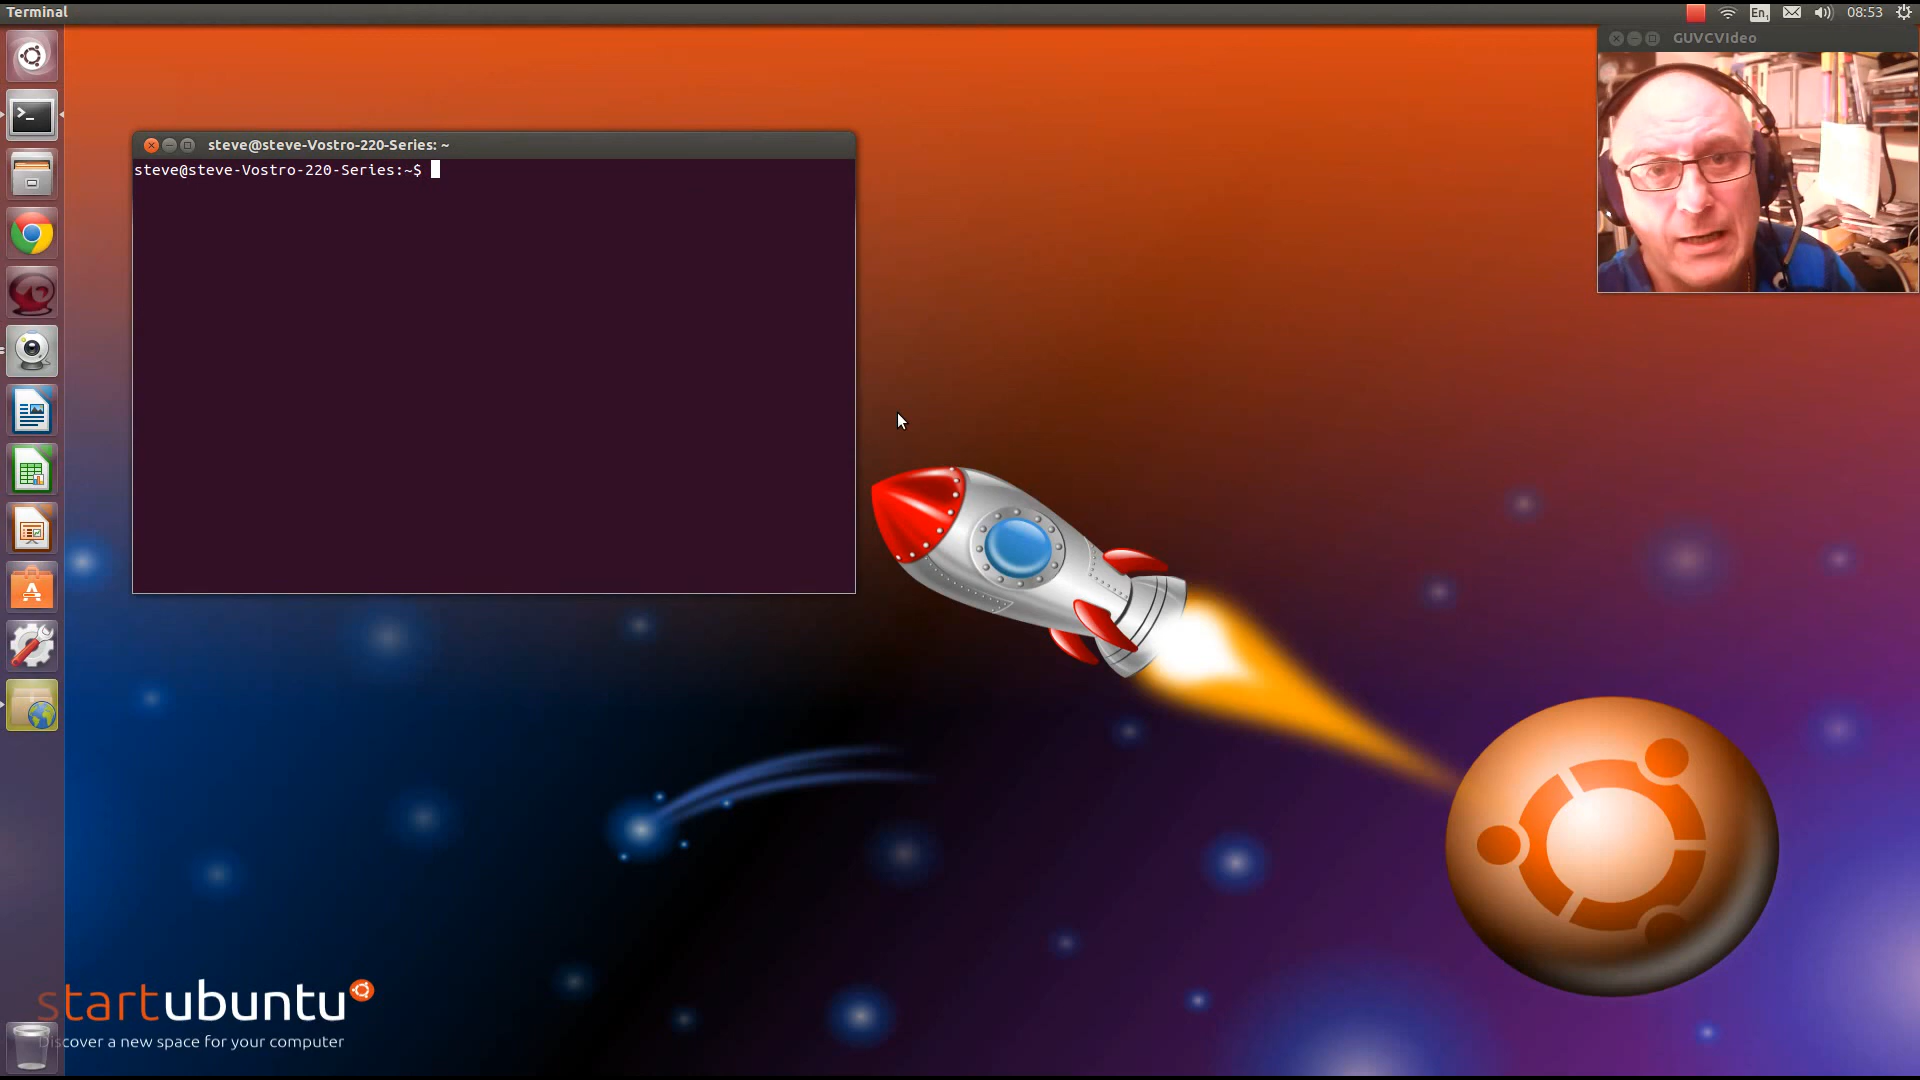 Terminal
En1
08:53
GUVCVIdeo
steve@steve-Vostro-220-Series: ~
steve@steve-Vostro-220-Series:~$
startubuntu
Discover a new space for your computer